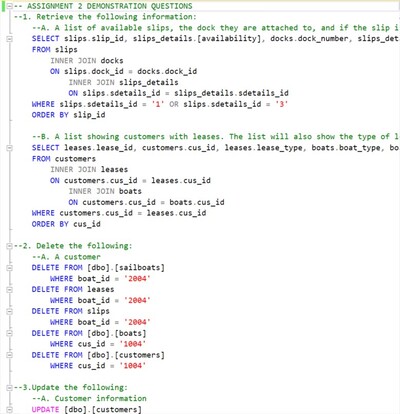 -- ASSIGNMENT 2 DEMONSTRATION QUESTIONS
--1. Retrieve the following information:
--A. A list of available slips, the dock they are attached to, and if the slip i
SELECT slips.slip_id, slips_details.[availability], docks.dock_number, slips_det
FROM slips
INNER JOIN docks
ON slips.dock_id = docks.dock_id
INNER JOIN slips_details
ON slips.sdetails_id = slips_details.sdetails_id
WHERE slips.sdetails_id = '1' OR slips.sdetails_id = '3'
ORDER BY slip_id
--B. A list showing customers with leases. The list will also show the type of l
SELECT leases.lease_id, customers.cus_id, leases.lease_type, boats.boat_type, bo
FROM customers
INNER JOIN leases
ON customers.cus_id = leases.cus_id
INNER JOIN boats
ON customers.cus_id = boats.cus_id
WHERE customers.cus_id = leases.cus_id
ORDER BY cus_id
--2. Delete the following:
--A. A customer
DELETE FROM [dbo].[sailboats]
WHERE boat_id = '2004'
DELETE FROM leases
WHERE boat_id = '2004'
DELETE FROM slips
WHERE boat_id = '2004'
DELETE FROM [dbo].[boats]
WHERE cus_id = '1004'
DELETE FROM [dbo].[customers]
WHERE cus_id = '1004'
--3.Update the following:
--A. Customer information
UPDATE [dbo].[customers]